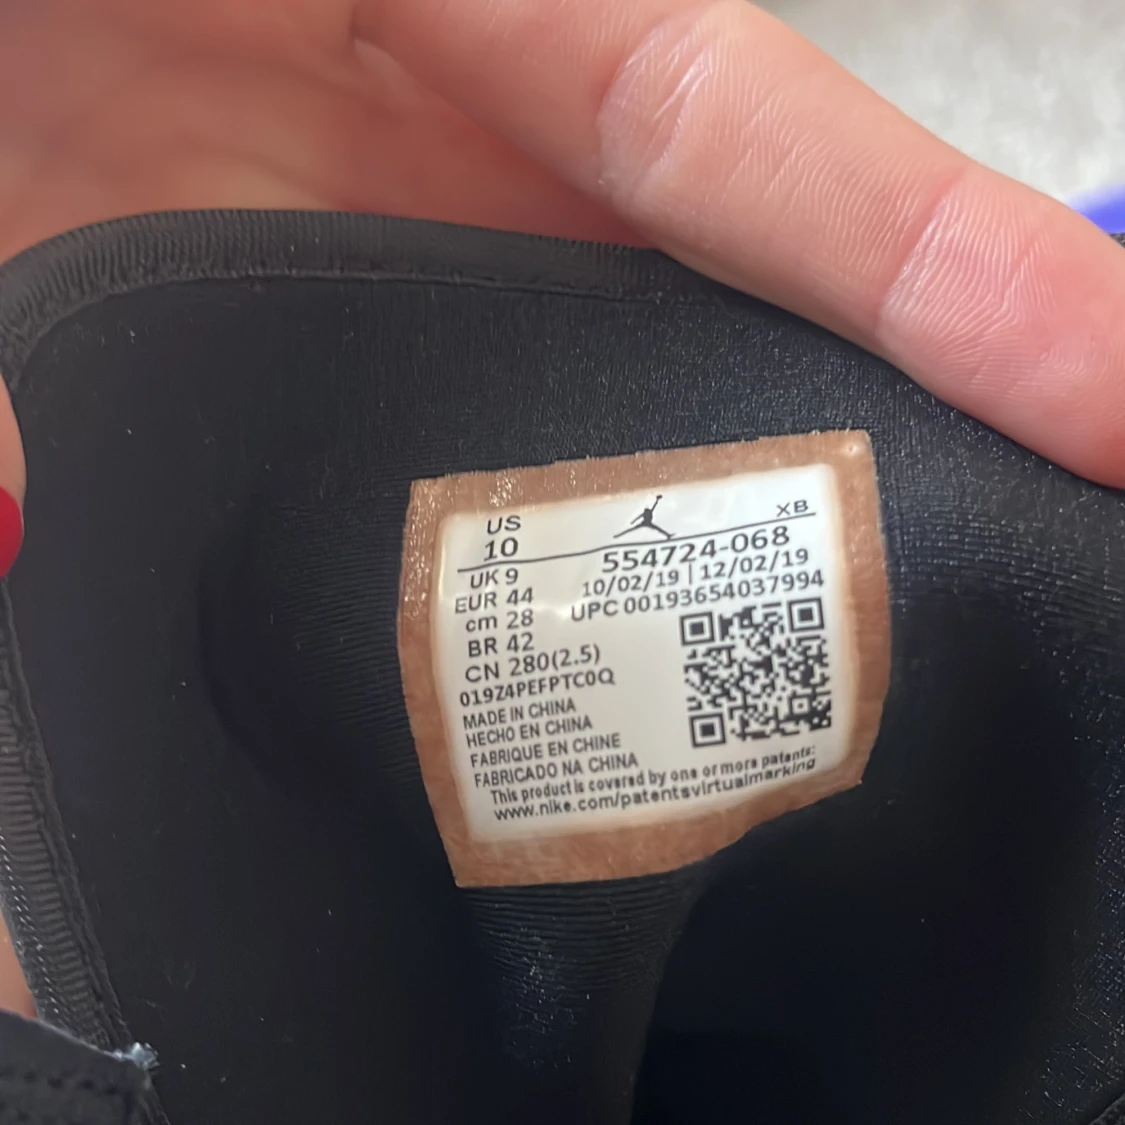 US
10
XB
554724-068
10/02/19 | 12/02/19
UPC 00193654037994
UK 9
EUR 44
cm 28
BR 42
CN 280(2.5)
019Z4PEFPTC0Q
MADE IN CHINA
HECHO EN CHINA
FABRIQUE EN CHINE
FABRICADO NA CHINA
This product is covered by one or more patents:
www.nike.com/patentsvirtualmarking